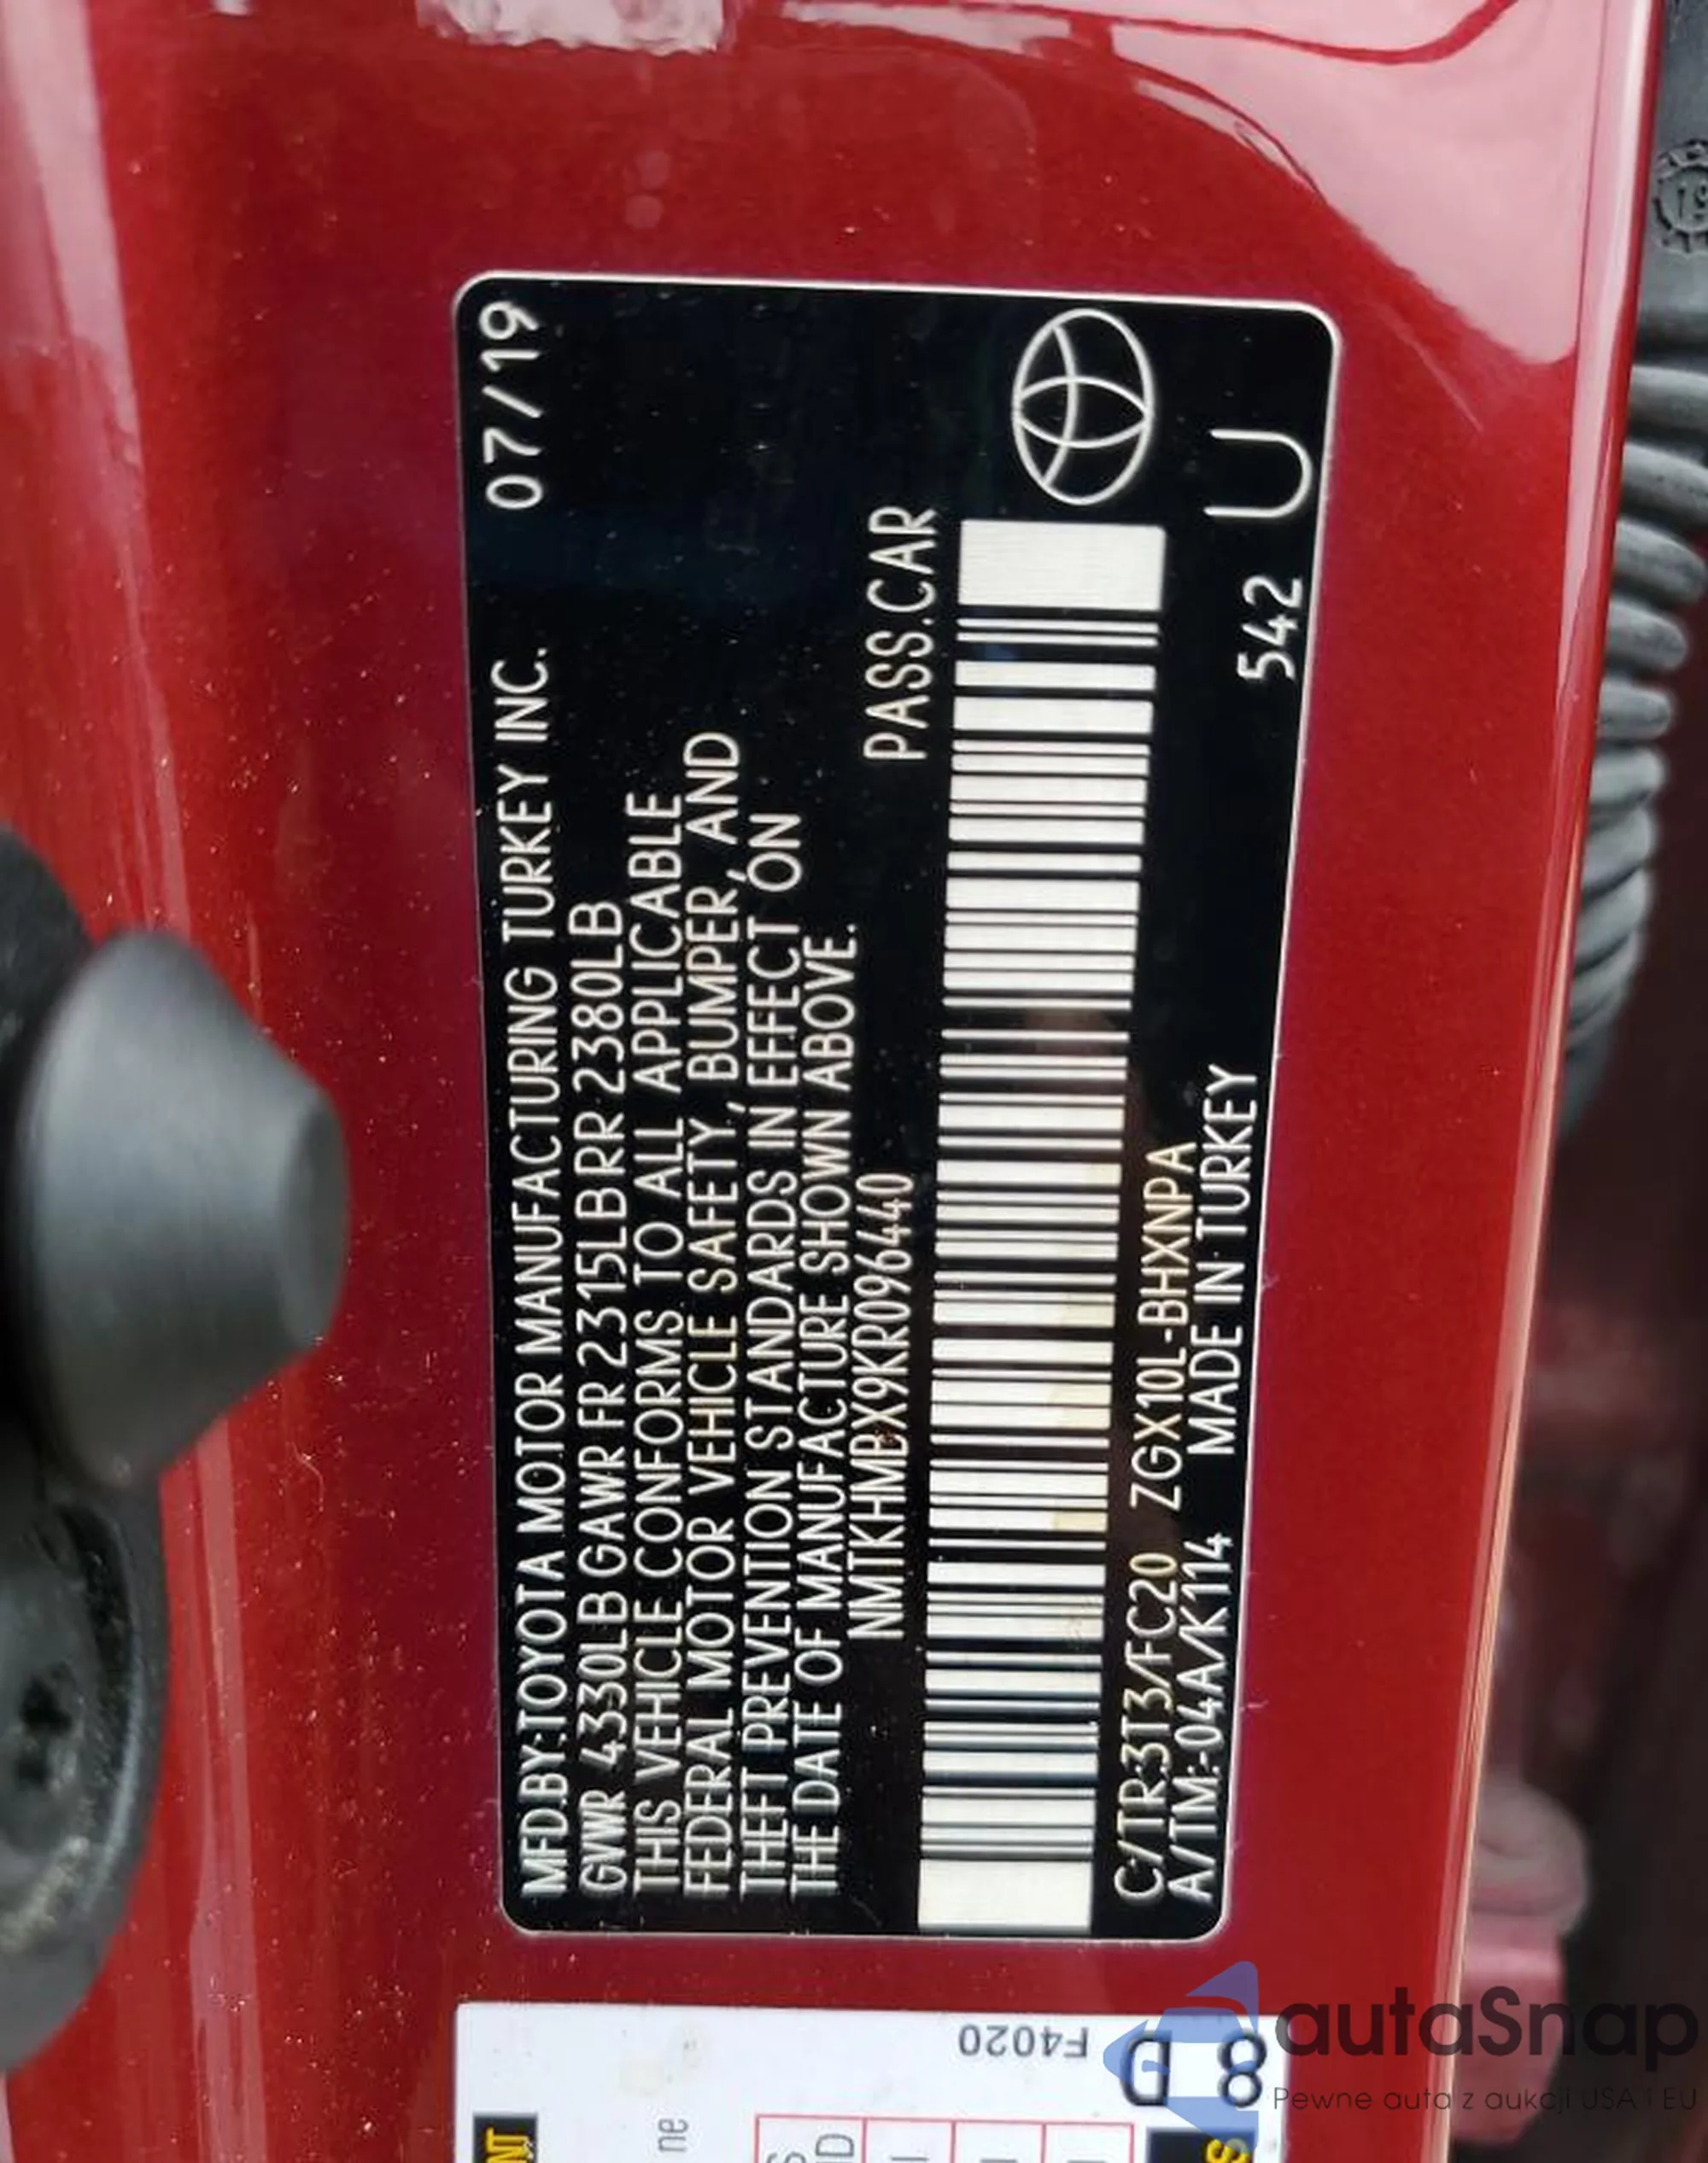 MFD.BY:TOYOTA MOTOR MANUFACTURING TURKEY INC. 07/19
GVWR 4330LB GAWR FR 2315LB RR 2380LB
THIS VEHICLE CONFORMS TO ALL APPLICABLE
FEDERAL MOTOR VEHICLE SAFETY, BUMPER, AND
THEFT PREVENTION STANDARDS IN EFFECT ON
THE DATE OF MANUFACTURE SHOWN ABOVE.
NMTKHMBX9KR096440 PASS.CAR
C/TR:3T3/FC20 ZGX10L-BHXNPA
A/TM:-04A/K114 MADE IN TURKEY 542 U
F4020
D
8
autaSnap
Pewne auta z aukcji USA i EU
19